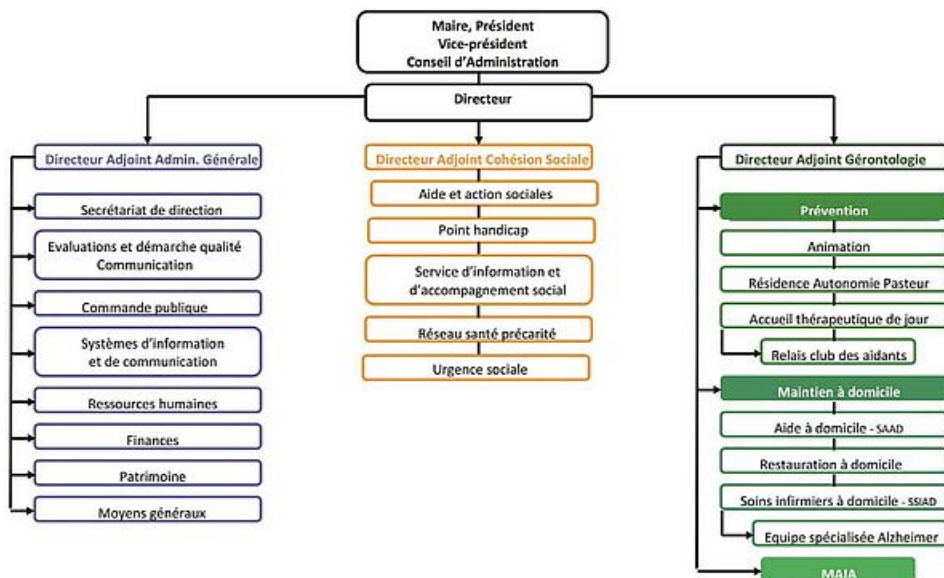 Maire, Président
Vice-président
Conseil d'Administration
Directeur
Directeur Adjoint Admin. Générale
Secrétariat de direction
Evaluations et démarche qualité
Communication
Commande publique
Systèmes d'information
et de communication
Ressources humaines
Finances
Patrimoine
Moyens généraux
Directeur Adjoint Cohésion Sociale
Aide et action sociales
Point handicap
Service d'information et
d'accompagnement social
Réseau santé précarité
Urgence sociale
Directeur Adjoint Gérontologie
Prévention
Animation
Résidence Autonomie Pasteur
Accueil thérapeutique de jour
Relais club des aidants
Maintien à domicile
Aide à domicile - SAAD
Restauration à domicile
Soins infirmiers à domicile - SSIAD
Equipe spécialisée Alzheimer
MAIA